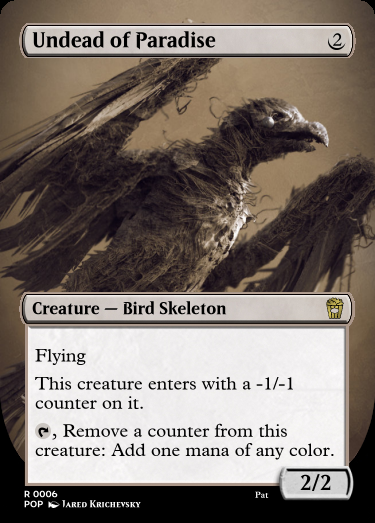 Undead of Paradise 2
Creature — Bird Skeleton
Flying
This creature enters with a -1/-1
counter on it.
, Remove a counter from this
creature: Add one mana of any color.
2/2
R 0006
POP Jared Krichevsky
Pat